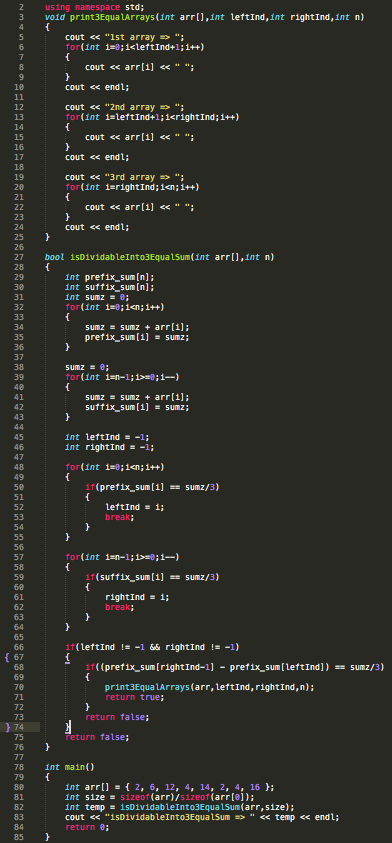 2 using namespace std;
3 void print3EqualArrays(int arr[],int leftInd,int rightInd,int n)
4 {
5 cout << "1st array => ";
6 for(int i=0;i<leftInd+1;i++)
7 {
8 cout << arr[i] << " ";
9 }
10 cout << endl;
11
12 cout << "2nd array => ";
13 for(int i=leftInd+1;i<rightInd;i++)
14 {
15 cout << arr[i] << " ";
16 }
17 cout << endl;
18
19 cout << "3rd array => ";
20 for(int i=rightInd;i<n;i++)
21 {
22 cout << arr[i] << " ";
23 }
24 cout << endl;
25 }
26
27 bool isDividableInto3EqualSum(int arr[],int n)
28 {
29 int prefix_sum[n];
30 int suffix_sum[n];
31 int sumz = 0;
32 for(int i=0;i<n;i++)
33 {
34 sumz = sumz + arr[i];
35 prefix_sum[i] = sumz;
36 }
37
38 sumz = 0;
39 for(int i=n-1;i>=0;i--)
40 {
41 sumz = sumz + arr[i];
42 suffix_sum[i] = sumz;
43 }
44
45 int leftInd = -1;
46 int rightInd = -1;
47
48 for(int i=0;i<n;i++)
49 {
50 if(prefix_sum[i] == sumz/3)
51 {
52 leftInd = i;
53 break;
54 }
55 }
56
57 for(int i=n-1;i>=0;i--)
58 {
59 if(suffix_sum[i] == sumz/3)
60 {
61 rightInd = i;
62 break;
63 }
64 }
65
66 if(leftInd != -1 && rightInd != -1)
{ 67 {
68 if((prefix_sum[rightInd-1] - prefix_sum[leftInd]) == sumz/3)
69 {
70 print3EqualArrays(arr,leftInd,rightInd,n);
71 return true;
72 }
73 return false;
} 74 }
75 return false;
76 }
77
78 int main()
79 {
80 int arr[] = { 2, 6, 12, 4, 14, 2, 4, 16 };
81 int size = sizeof(arr)/sizeof(arr[0]);
82 int temp = isDividableInto3EqualSum(arr,size);
83 cout << "isDividableInto3EqualSum => " << temp << endl;
84 return 0;
85 }